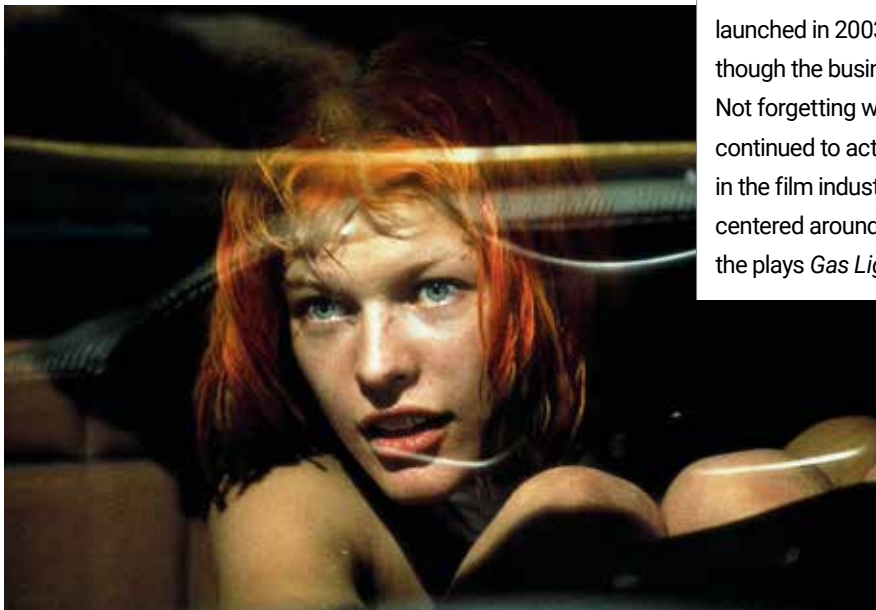 launched in 2003
though the busin
Not forgetting w
continued to act
in the film indust
centered around
the plays Gas Lig